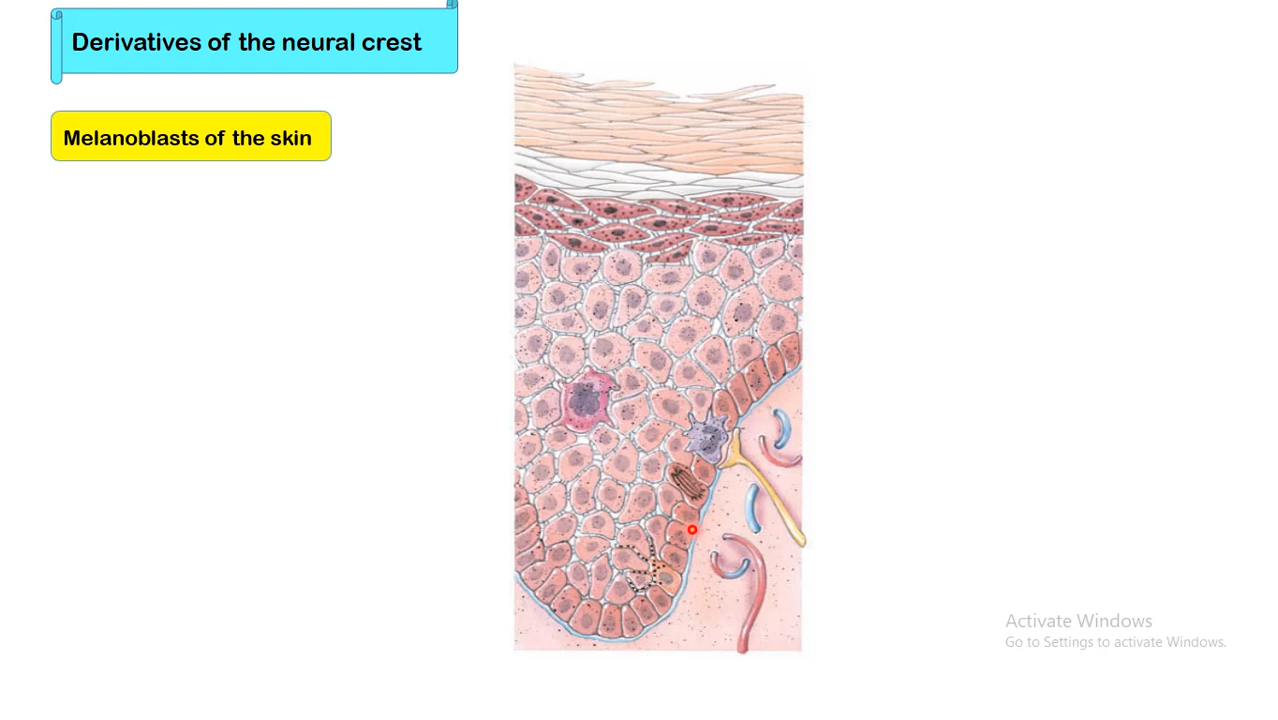 Derivatives of the neural crest
Melanoblasts of the skin
Activate Windows
Go to Settings to activate Windows.